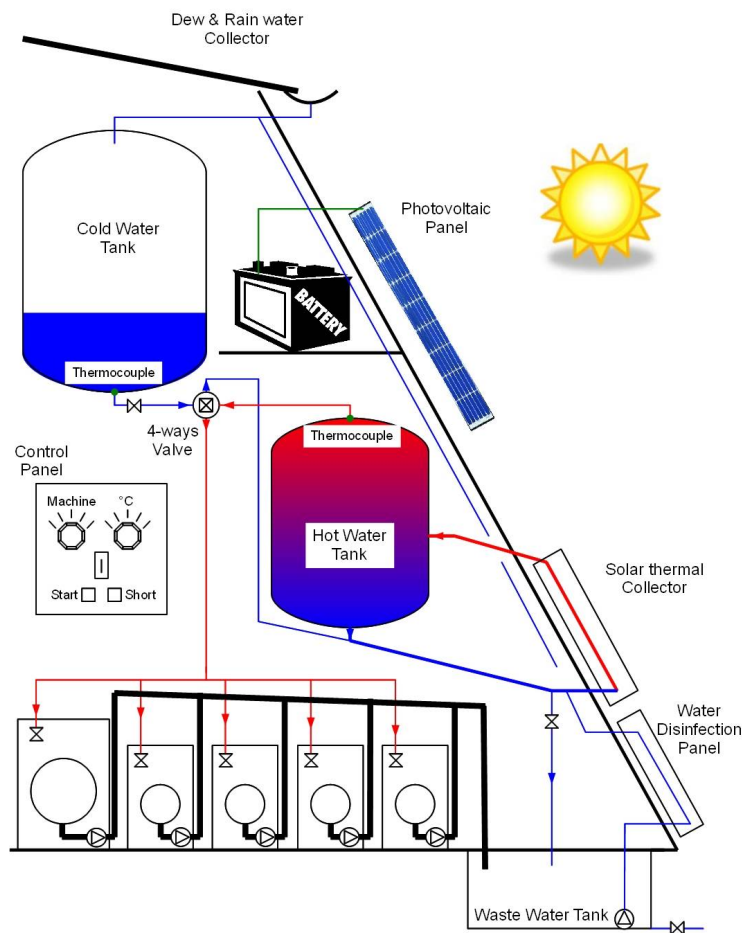 Dew & Rain water
Collector
Photovoltaic
Panel
Cold Water
Tank
BATTERY
Thermocouple
4-ways
Valve
Thermocouple
Control
Panel
Machine
°C
Start
Short
Hot Water
Tank
Solar thermal
Collector
Water
Disinfection
Panel
Waste Water Tank